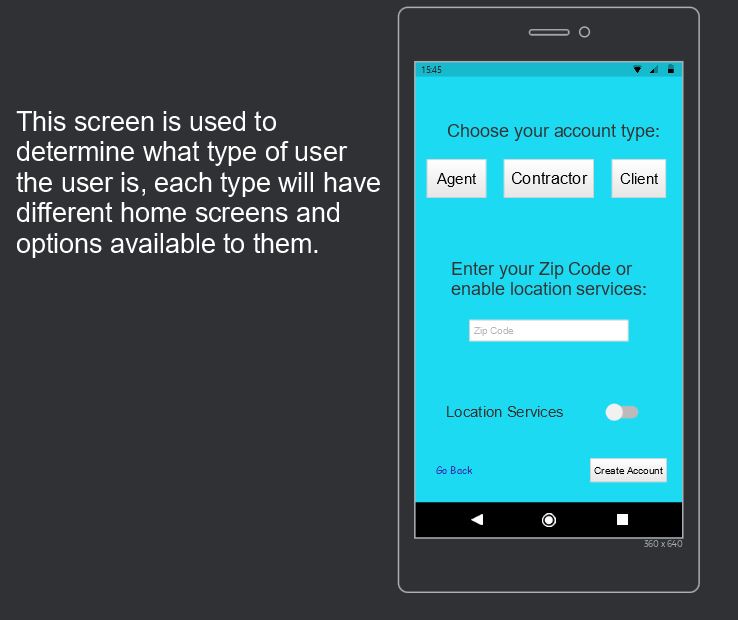 This screen is used to
determine what type of user
the user is, each type will have
different home screens and
options available to them.
15:45
Choose your account type:
Agent Contractor Client
Enter your Zip Code or
enable location services:
Zip Code
Location Services
Go Back Create Account
360 x 640